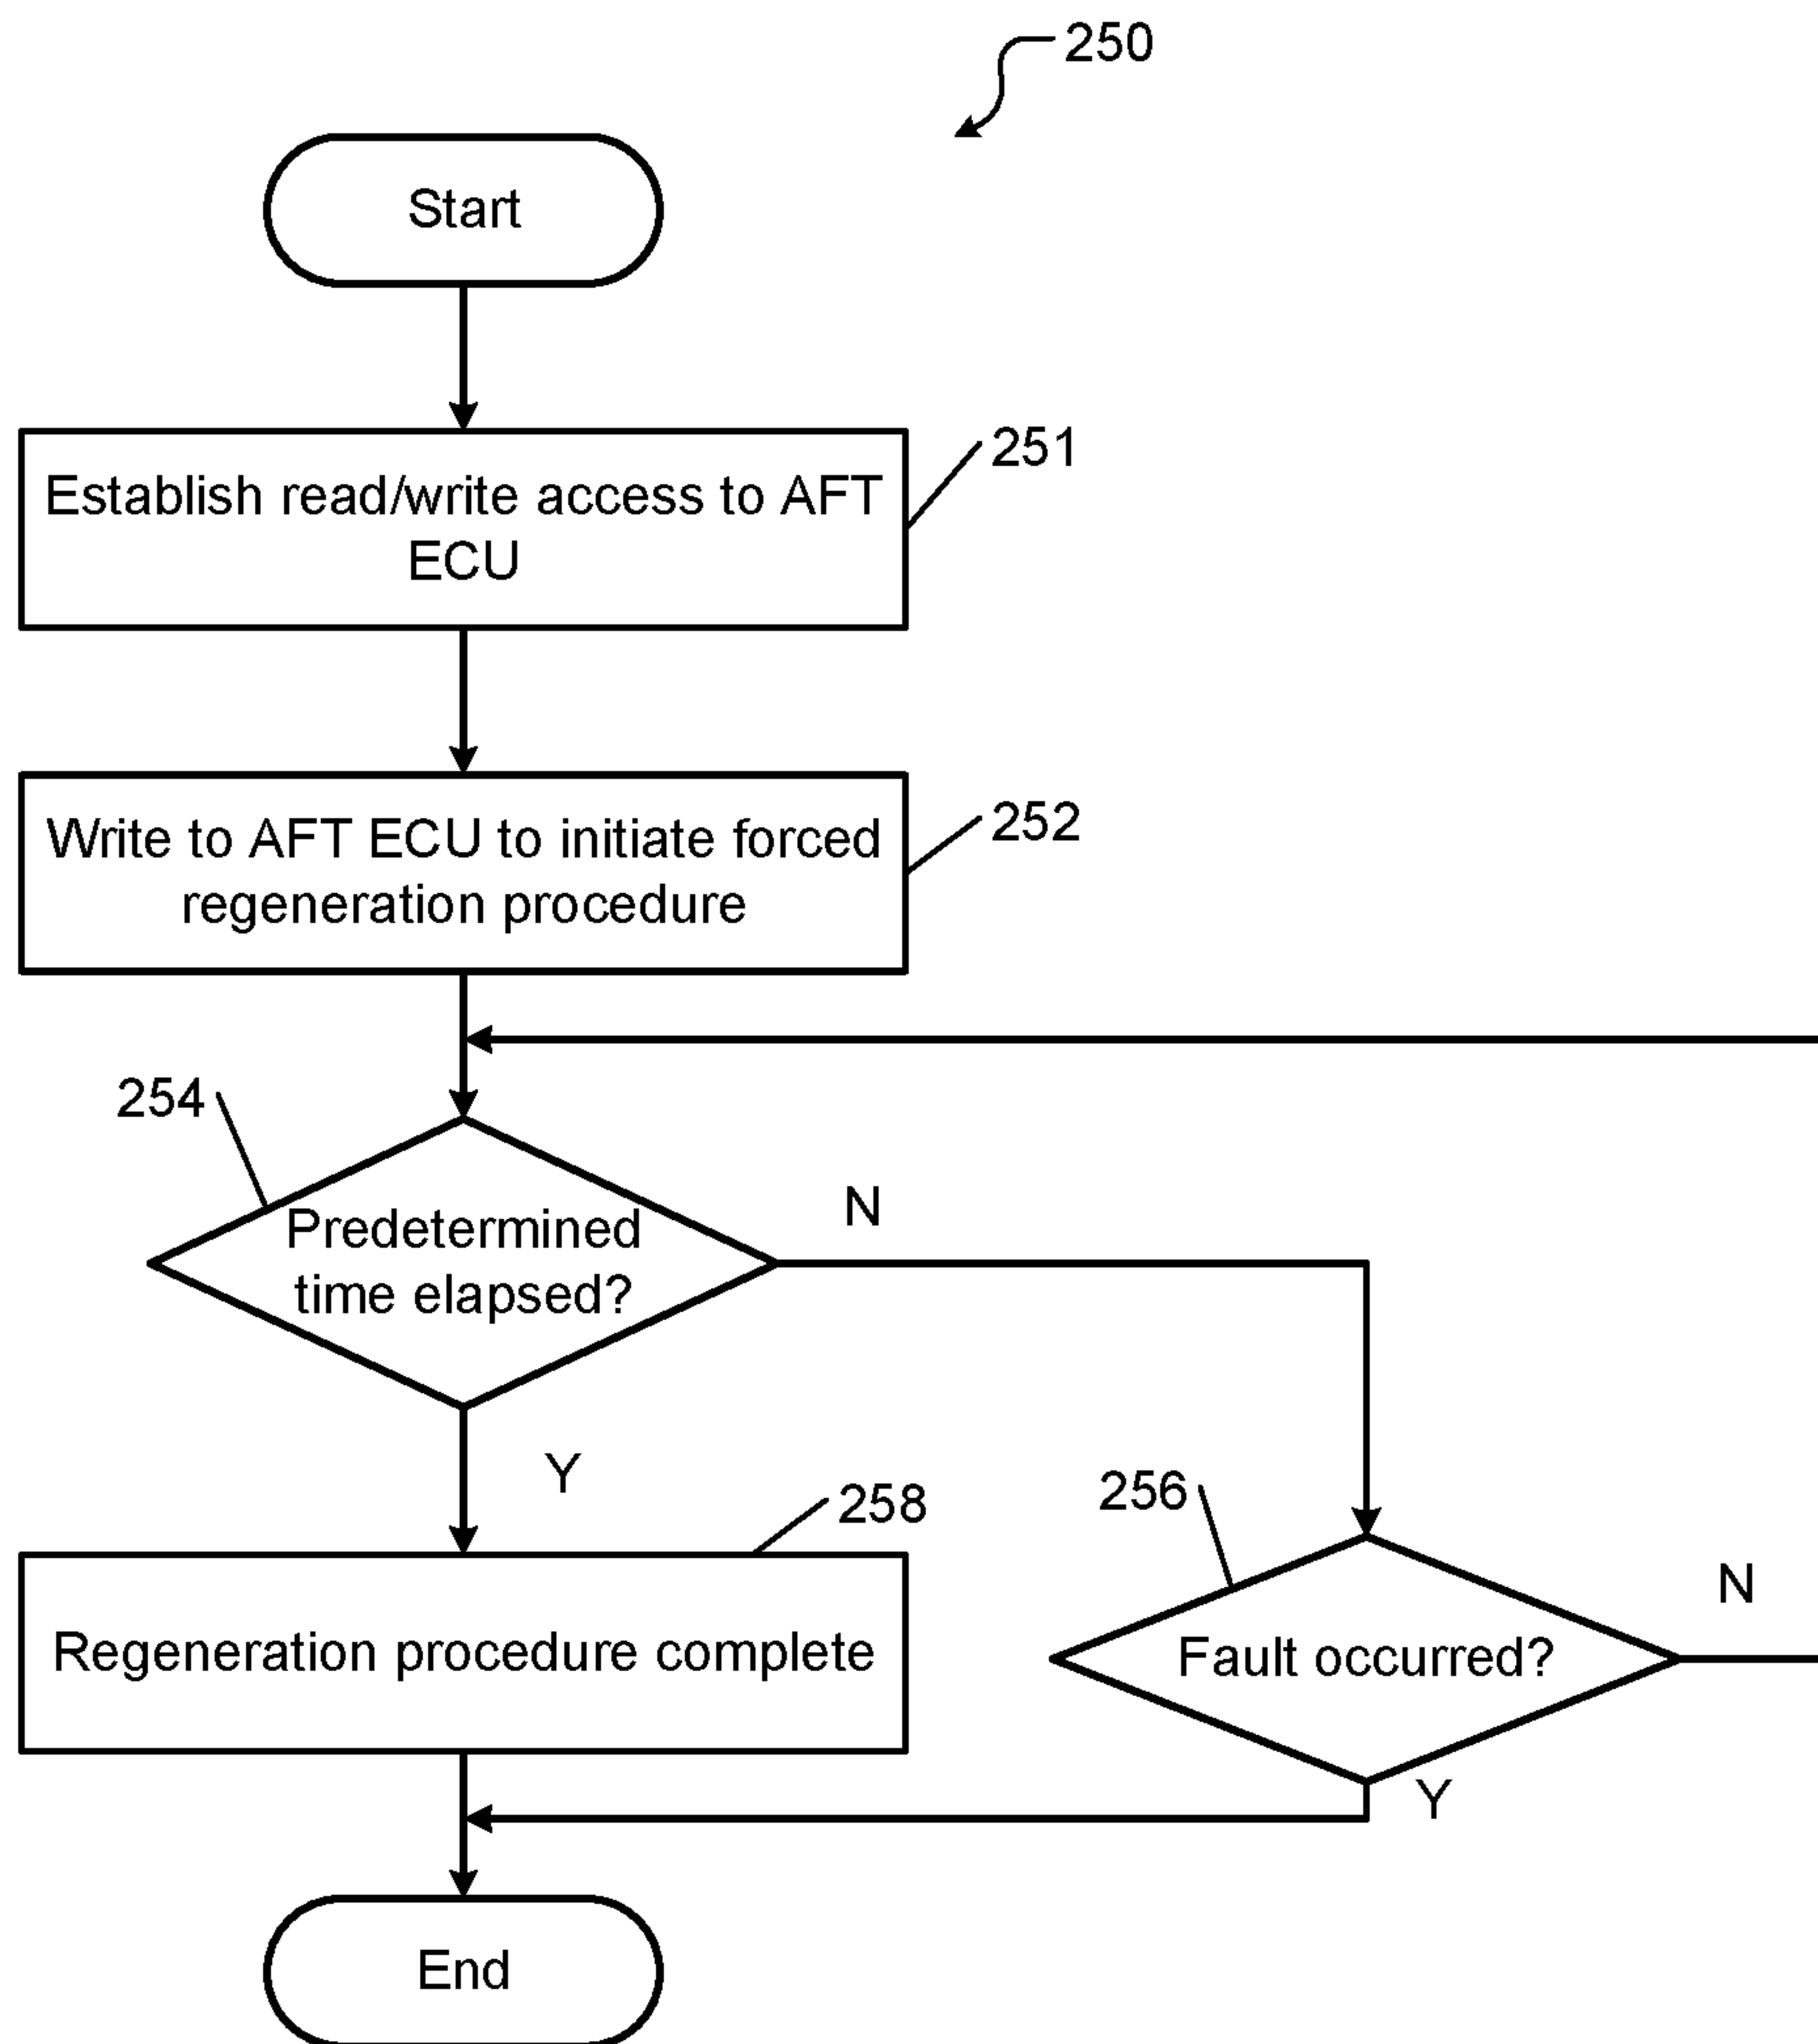 250
Start
Establish read/write access to AFT
ECU
251
Write to AFT ECU to initiate forced
regeneration procedure
252
254
Predetermined
time elapsed?
N
Y
258
256
Regeneration procedure complete
Fault occurred?
N
Y
End